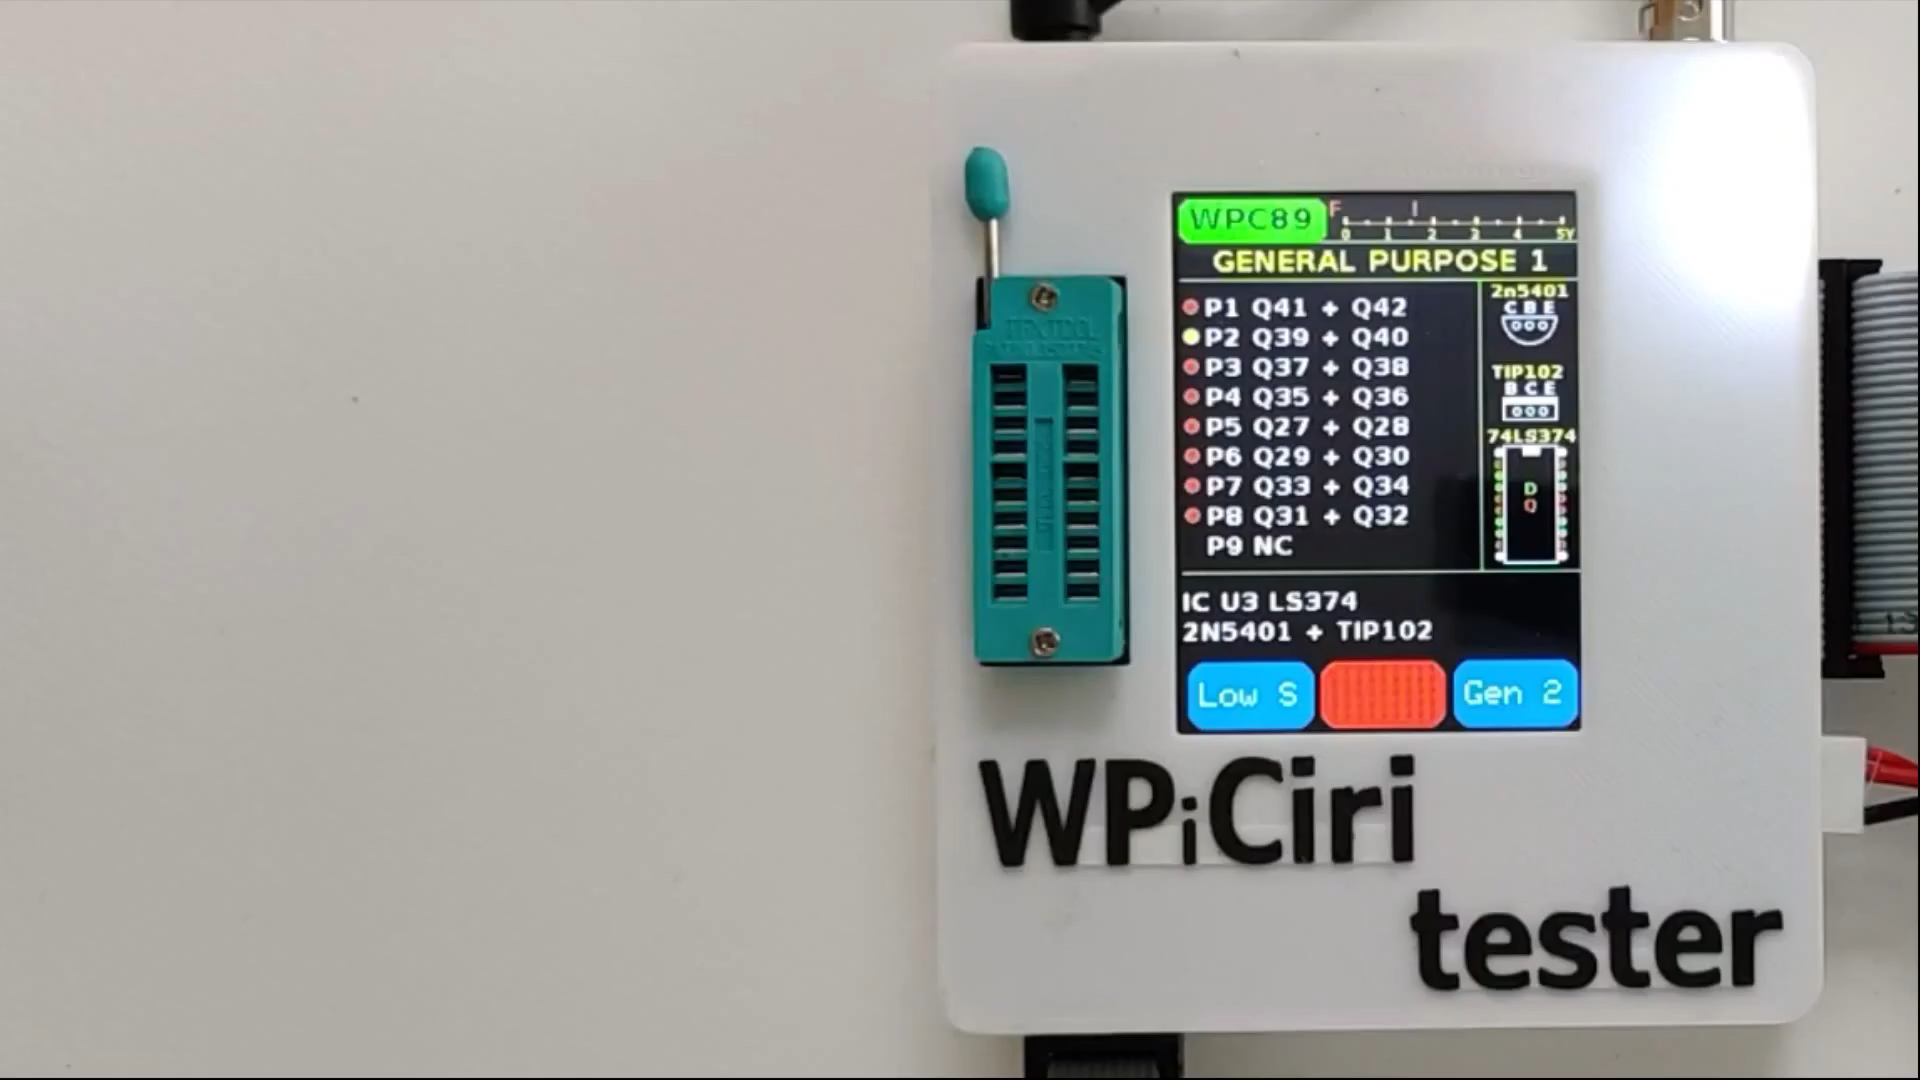 WPC89
F
0 1 2 3 4 5V
GENERAL PURPOSE 1
P1 Q41 + Q42
P2 Q39 + Q40
P3 Q37 + Q38
P4 Q35 + Q36
P5 Q27 + Q28
P6 Q29 + Q30
P7 Q33 + Q34
P8 Q31 + Q32
P9 NC
2n5401
C B E
TIP102
B C E
74LS374
D
Q
IC U3 LS374
2N5401 + TIP102
Low S
Gen 2
WPiCiri
tester